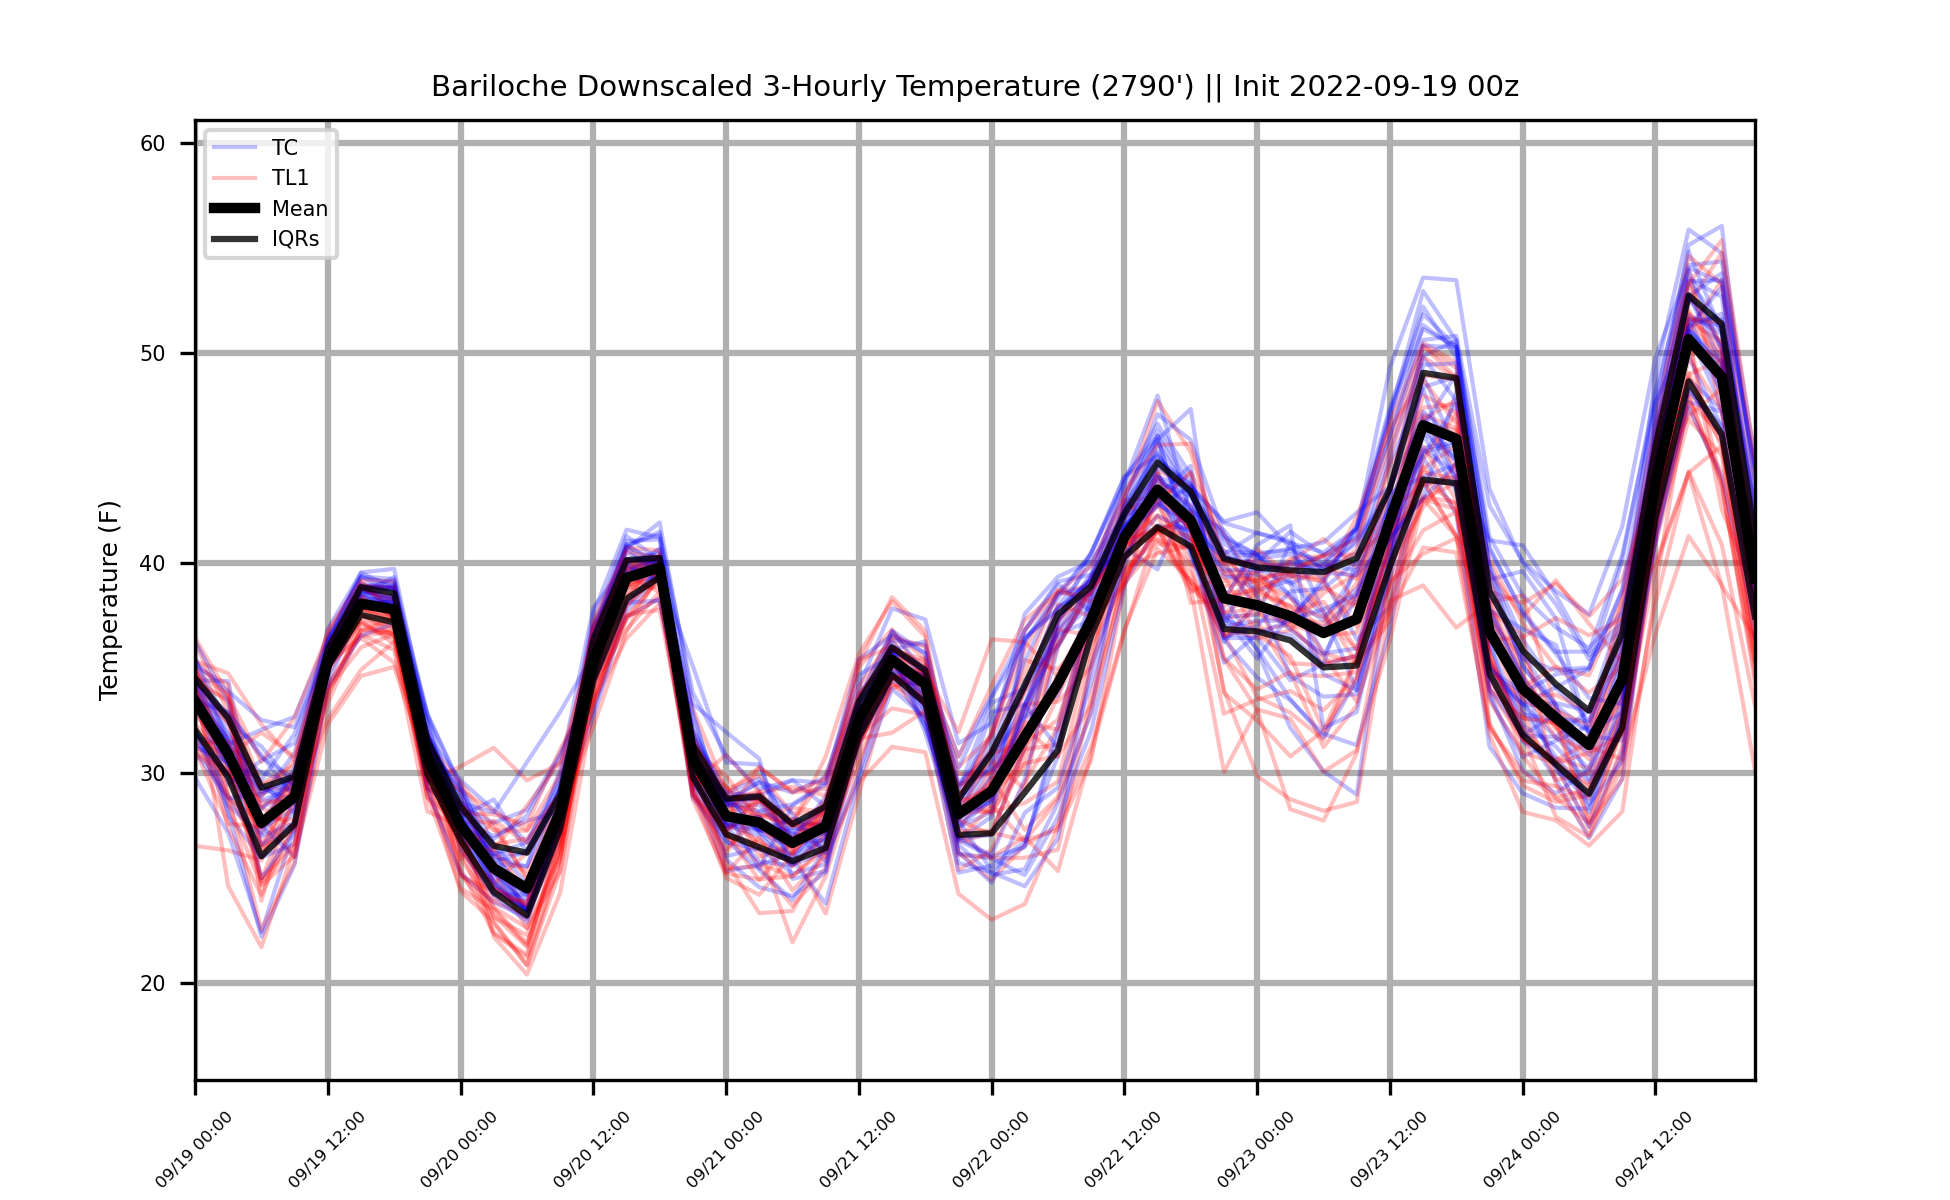 Bariloche Downscaled 3-Hourly Temperature (2790') || Init 2022-09-19 00z
TC
TL1
Mean
IQRs
Temperature (F)
60
50
40
30
20
09/19 00:00
09/19 12:00
09/20 00:00
09/20 12:00
09/21 00:00
09/21 12:00
09/22 00:00
09/22 12:00
09/23 00:00
09/23 12:00
09/24 00:00
09/24 12:00